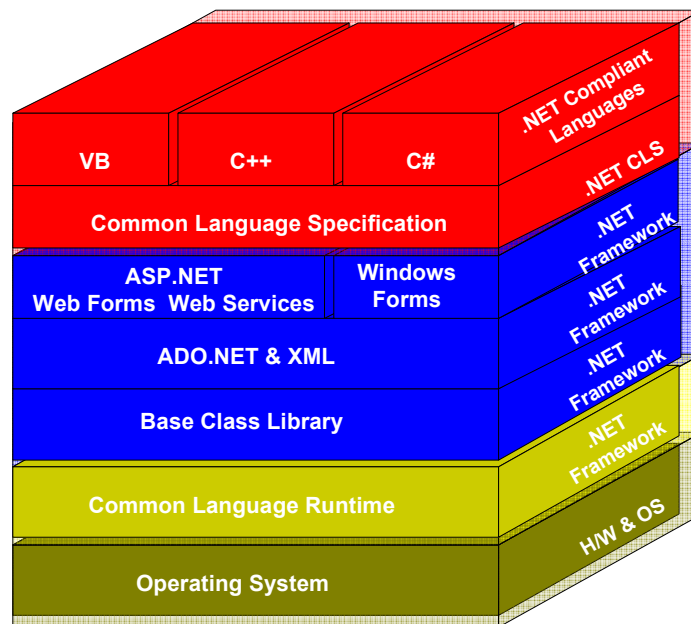 .NET Compliant
Languages
VB
C++
C#
.NET CLS
Common Language Specification
.NET
Framework
ASP.NET
Web Forms  Web Services
Windows
Forms
.NET
Framework
ADO.NET & XML
.NET
Framework
Base Class Library
.NET
Framework
Common Language Runtime
H/W & OS
Operating System